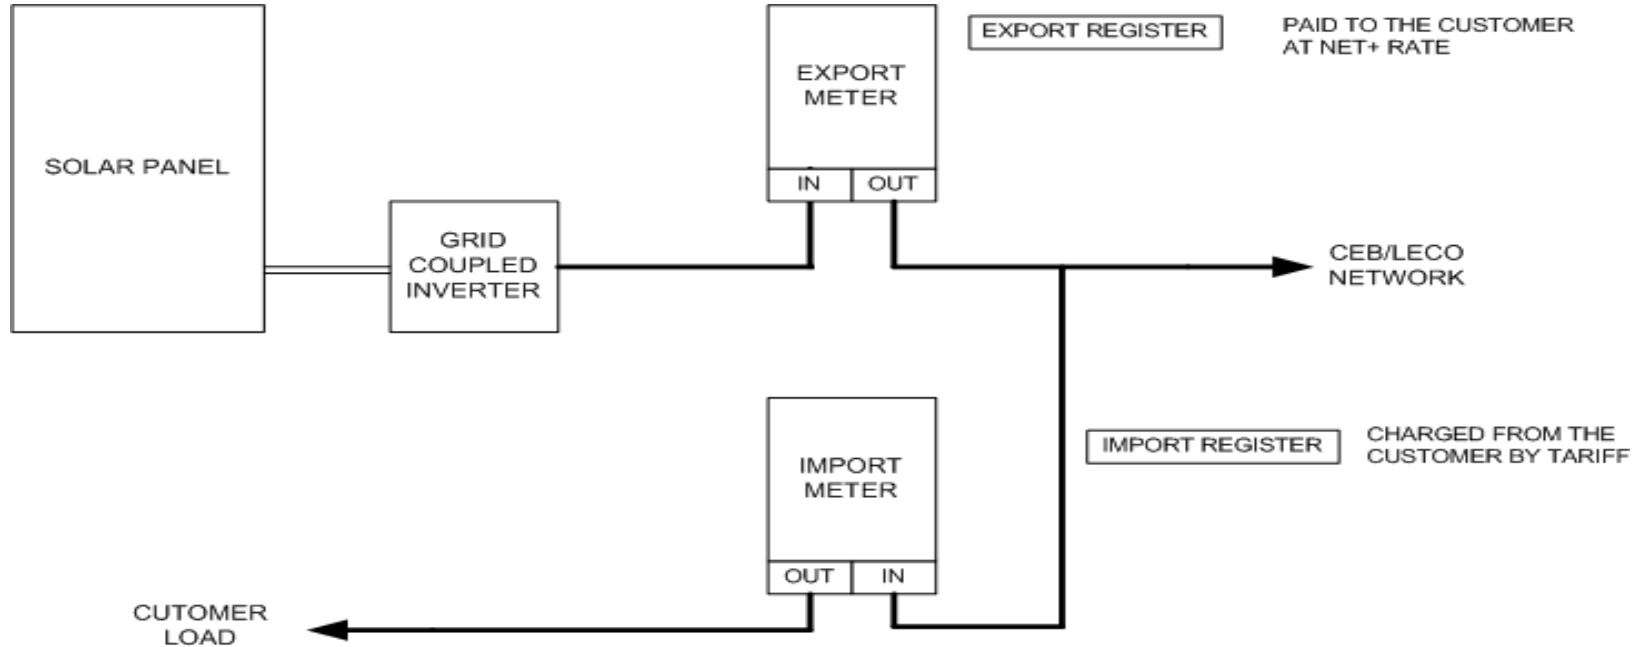 EXPORT REGISTER
PAID TO THE CUSTOMER
AT NET+ RATE
EXPORT
METER
SOLAR PANEL
IN
OUT
GRID
COUPLED
INVERTER
CEB/LECO
NETWORK
IMPORT REGISTER
CHARGED FROM THE
CUSTOMER BY TARIFF
IMPORT
METER
OUT
IN
CUTOMER
LOAD